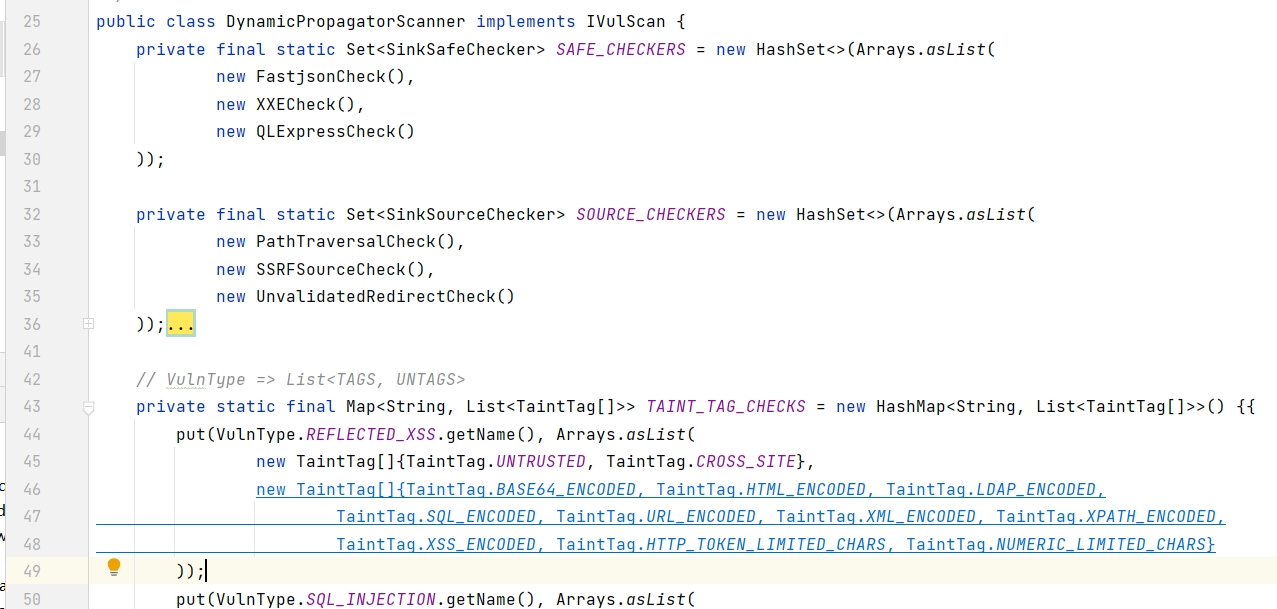 25 public class DynamicPropagatorScanner implements IVulScan {
26     private final static Set<SinkSafeChecker> SAFE_CHECKERS = new HashSet<>(Arrays.asList(
27             new FastjsonCheck(),
28             new XXECheck(),
29             new QLExpressCheck()
30     ));
31
32     private final static Set<SinkSourceChecker> SOURCE_CHECKERS = new HashSet<>(Arrays.asList(
33             new PathTraversalCheck(),
34             new SSRFSourceCheck(),
35             new UnvalidatedRedirectCheck()
36     ));...
41
42     // VulnType => List<TAGS, UNTAGS>
43     private static final Map<String, List<TaintTag[]>> TAINT_TAG_CHECKS = new HashMap<String, List<TaintTag[]>>() {{
44         put(VulnType.REFLECTED_XSS.getName(), Arrays.asList(
45                 new TaintTag[]{TaintTag.UNTRUSTED, TaintTag.CROSS_SITE},
46                 new TaintTag[]{TaintTag.BASE64_ENCODED, TaintTag.HTML_ENCODED, TaintTag.LDAP_ENCODED,
47                         TaintTag.SQL_ENCODED, TaintTag.URL_ENCODED, TaintTag.XML_ENCODED, TaintTag.XPATH_ENCODED,
48                         TaintTag.XSS_ENCODED, TaintTag.HTTP_TOKEN_LIMITED_CHARS, TaintTag.NUMERIC_LIMITED_CHARS}
49         ));
50         put(VulnType.SQL_INJECTION.getName(), Arrays.asList(